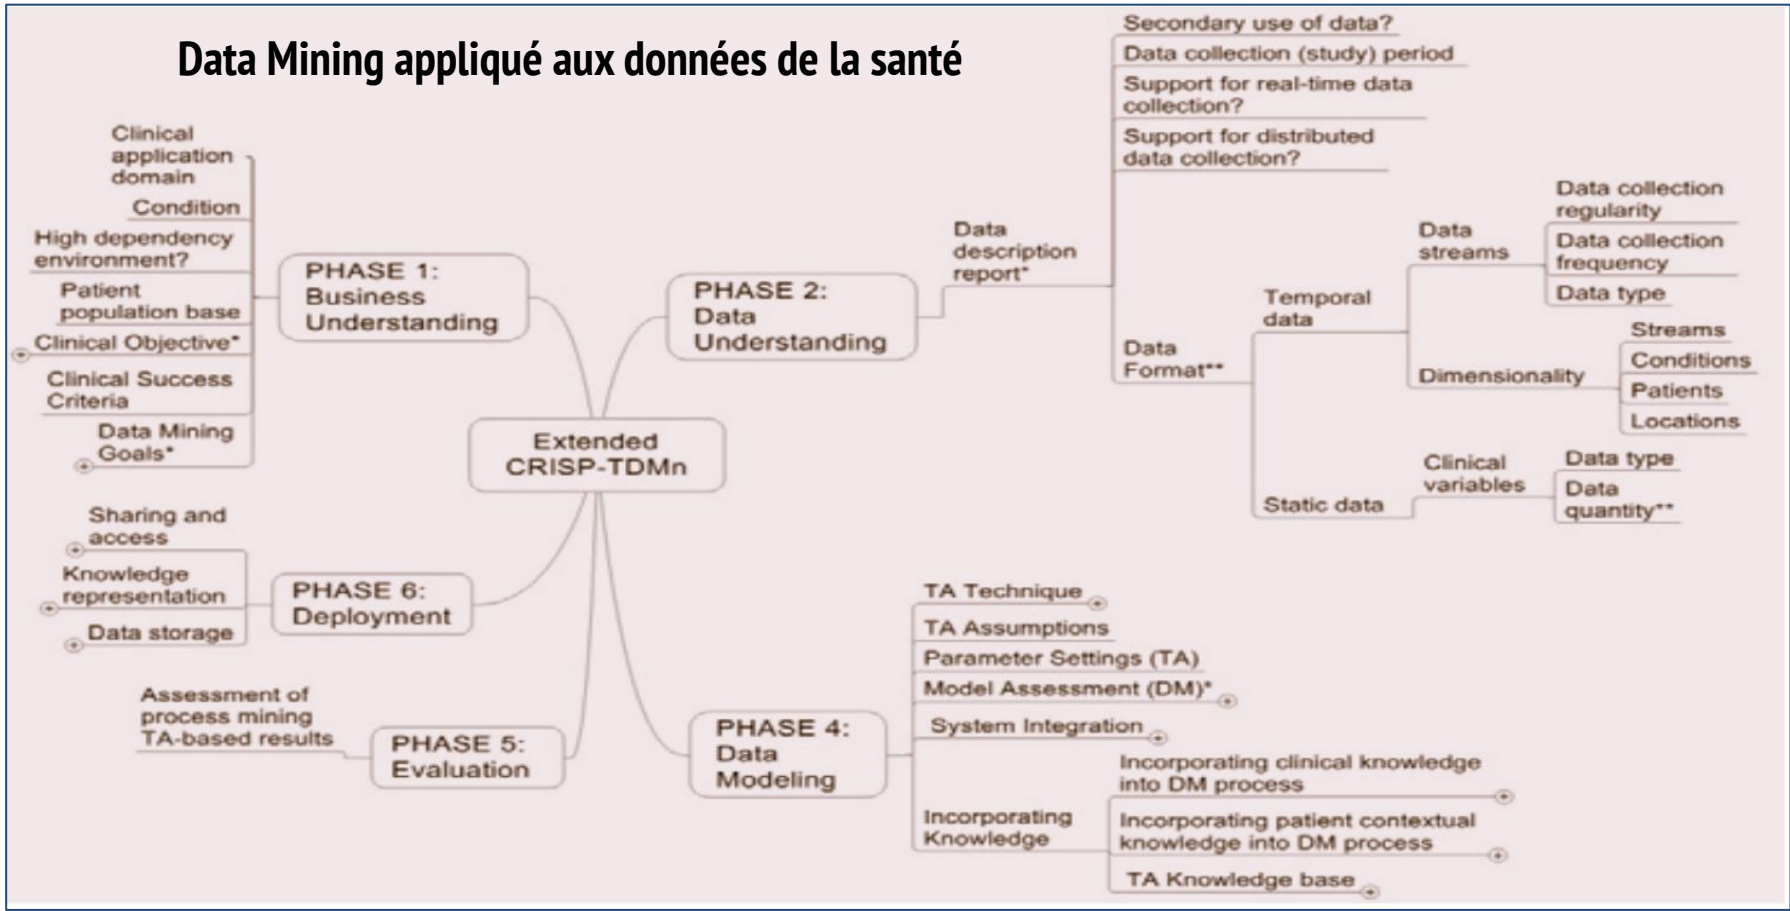 Data Mining appliqué aux données de la santé
Clinical
application
domain
Condition
High dependency
environment?
Patient
population base
Clinical Objective*
Clinical Success
Criteria
Data Mining
Goals*
PHASE 1:
Business
Understanding
PHASE 2:
Data
Understanding
Data
description
report*
Secondary use of data?
Data collection (study) period
Support for real-time data
collection?
Support for distributed
data collection?
Data
Format**
Temporal
data
Data
streams
Data collection
regularity
Data collection
frequency
Data type
Dimensionality
Streams
Conditions
Patients
Locations
Static data
Clinical
variables
Data type
Data
quantity**
Extended
CRISP-TDMn
Sharing and
access
Knowledge
representation
Data storage
PHASE 6:
Deployment
Assessment of
process mining
TA-based results
PHASE 5:
Evaluation
PHASE 4:
Data
Modeling
TA Technique
TA Assumptions
Parameter Settings (TA)
Model Assessment (DM)*
System Integration
Incorporating
Knowledge
Incorporating clinical knowledge
into DM process
Incorporating patient contextual
knowledge into DM process
TA Knowledge base